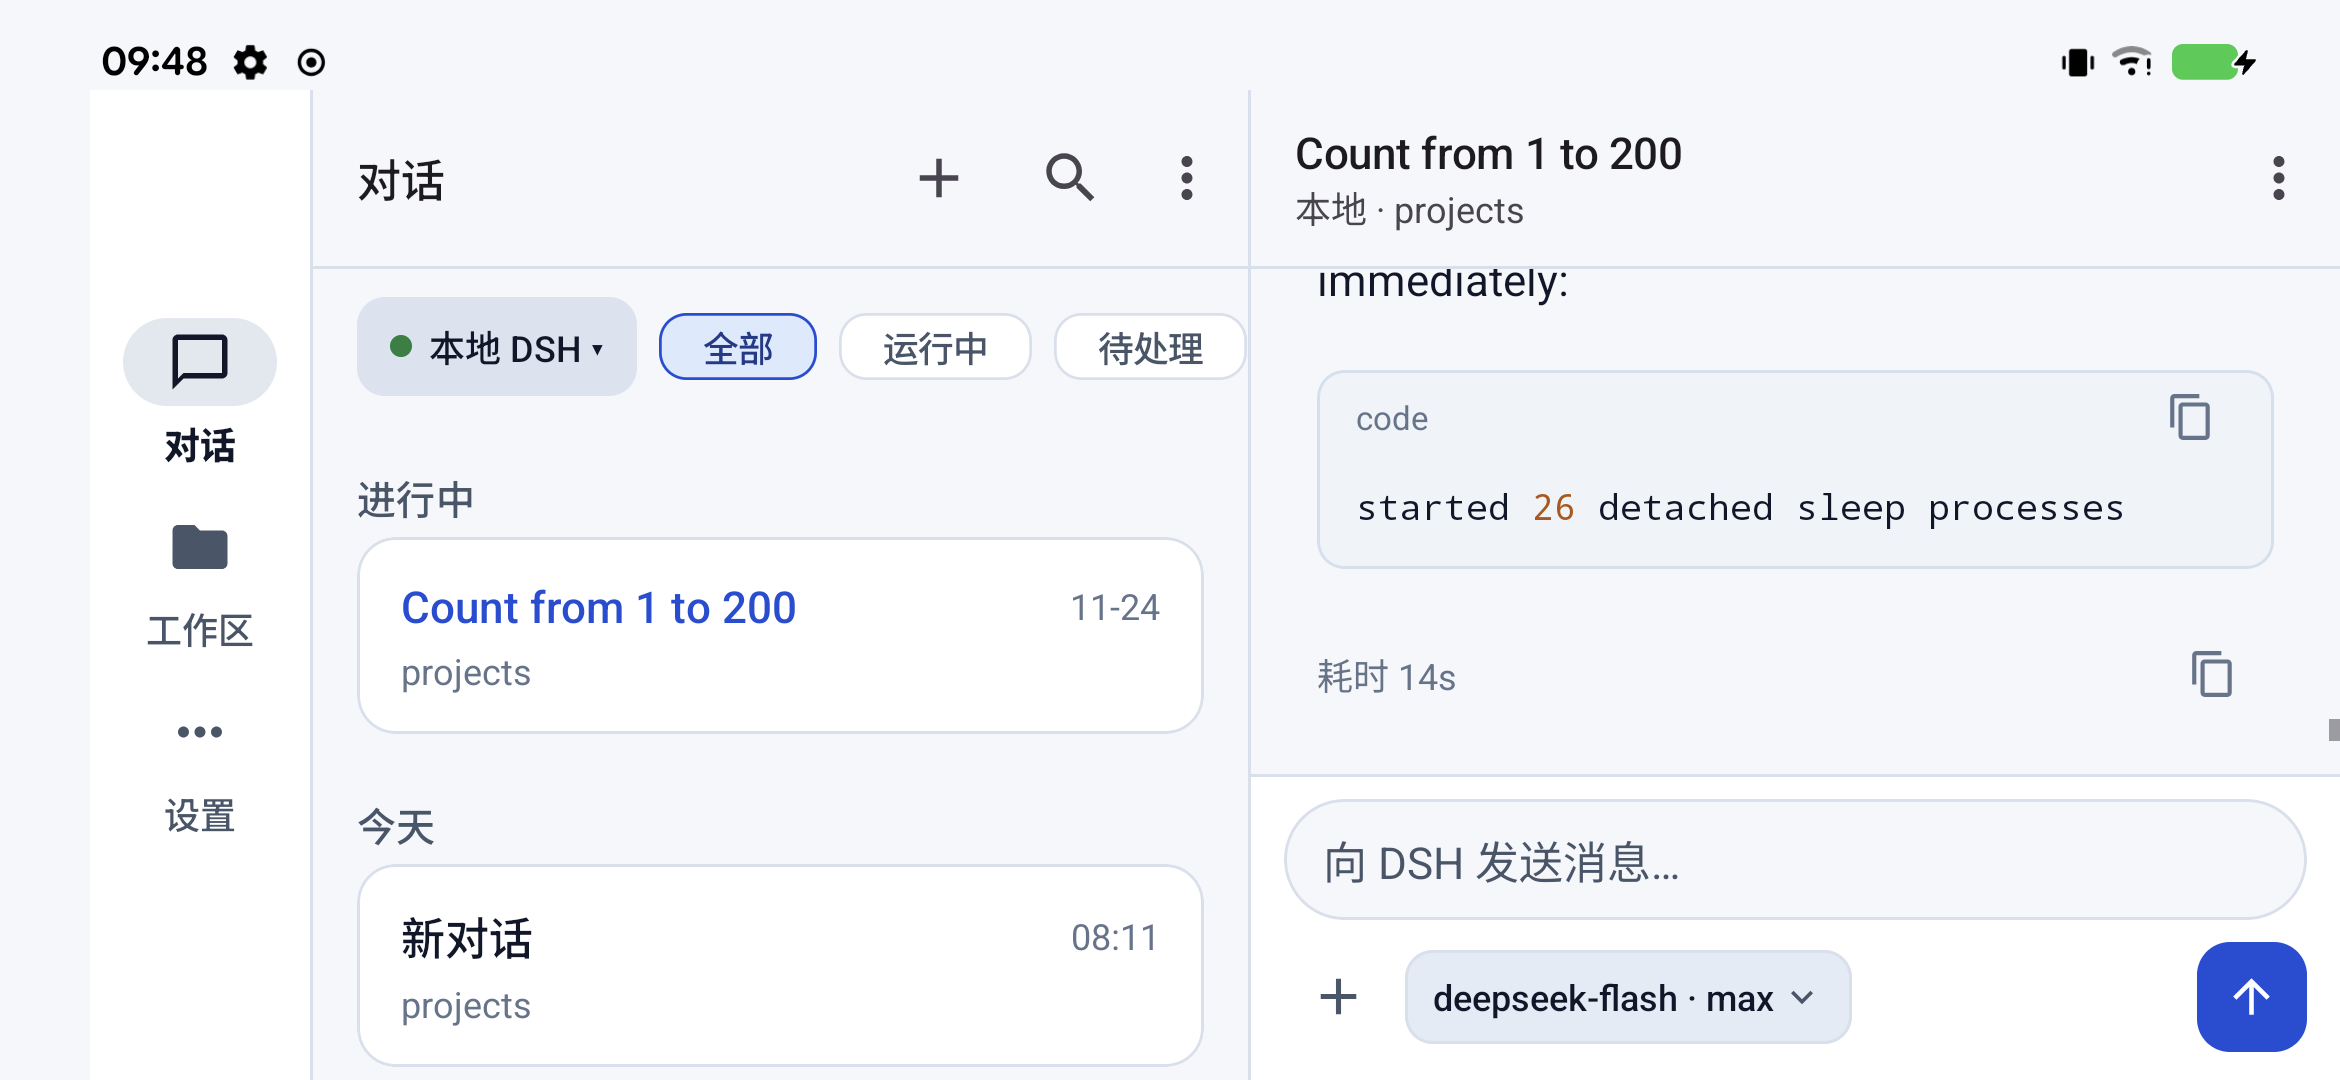 09:48
对话
工作区
设置
对话
本地 DSH ▾
全部
运行中
待处理
进行中
Count from 1 to 200
11-24
projects
今天
新对话
08:11
projects
Count from 1 to 200
本地 · projects
immediately:
code
started 26 detached sleep processes
耗时 14s
向 DSH 发送消息...
deepseek-flash · max